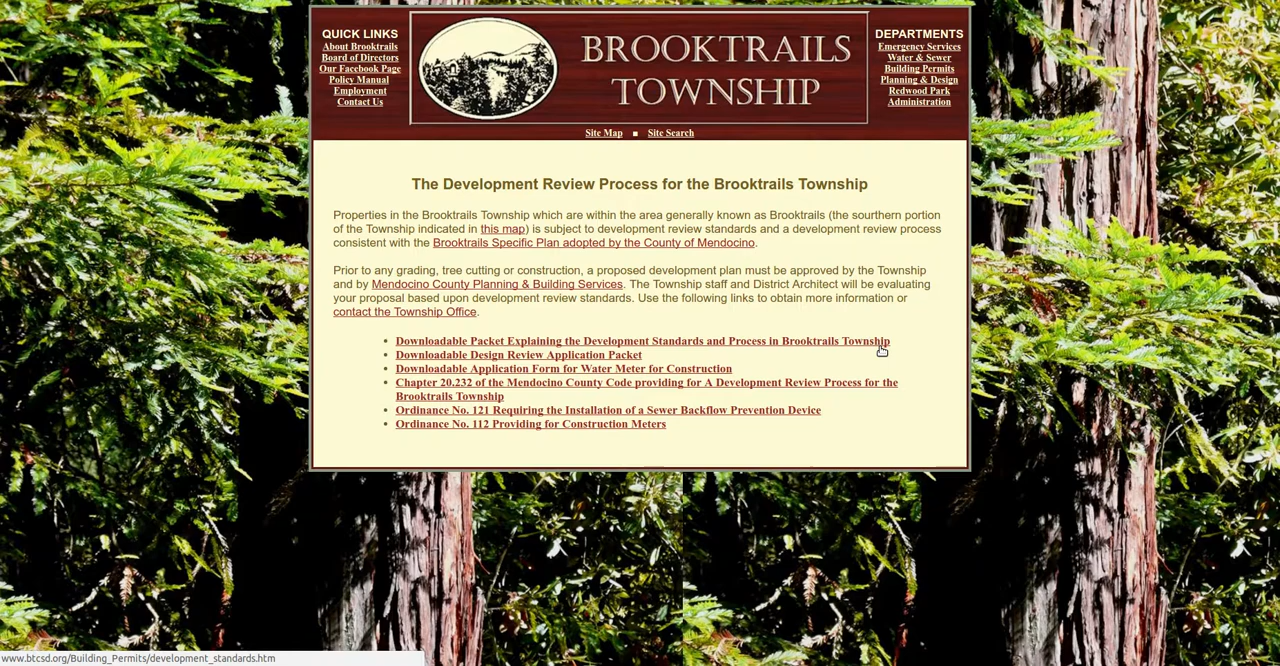 QUICK LINKS
About Brooktrails
Board of Directors
Our Facebook Page
Policy Manual
Employment
Contact Us
BROOKTRAILS
TOWNSHIP
DEPARTMENTS
Emergency Services
Water & Sewer
Building Permits
Planning & Design
Redwood Park
Administration
Site Map ■ Site Search
The Development Review Process for the Brooktrails Township
Properties in the Brooktrails Township which are within the area generally known as Brooktrails (the sourthern portion
of the Township indicated in this map) is subject to development review standards and a development review process
consistent with the Brooktrails Specific Plan adopted by the County of Mendocino.
Prior to any grading, tree cutting or construction, a proposed development plan must be approved by the Township
and by Mendocino County Planning & Building Services. The Township staff and District Architect will be evaluating
your proposal based upon development review standards. Use the following links to obtain more information or
contact the Township Office.
• Downloadable Packet Explaining the Development Standards and Process in Brooktrails Township
• Downloadable Design Review Application Packet
• Downloadable Application Form for Water Meter for Construction
• Chapter 20.232 of the Mendocino County Code providing for A Development Review Process for the
Brooktrails Township
• Ordinance No. 121 Requiring the Installation of a Sewer Backflow Prevention Device
• Ordinance No. 112 Providing for Construction Meters
www.btcsd.org/Building_Permits/development_standards.htm